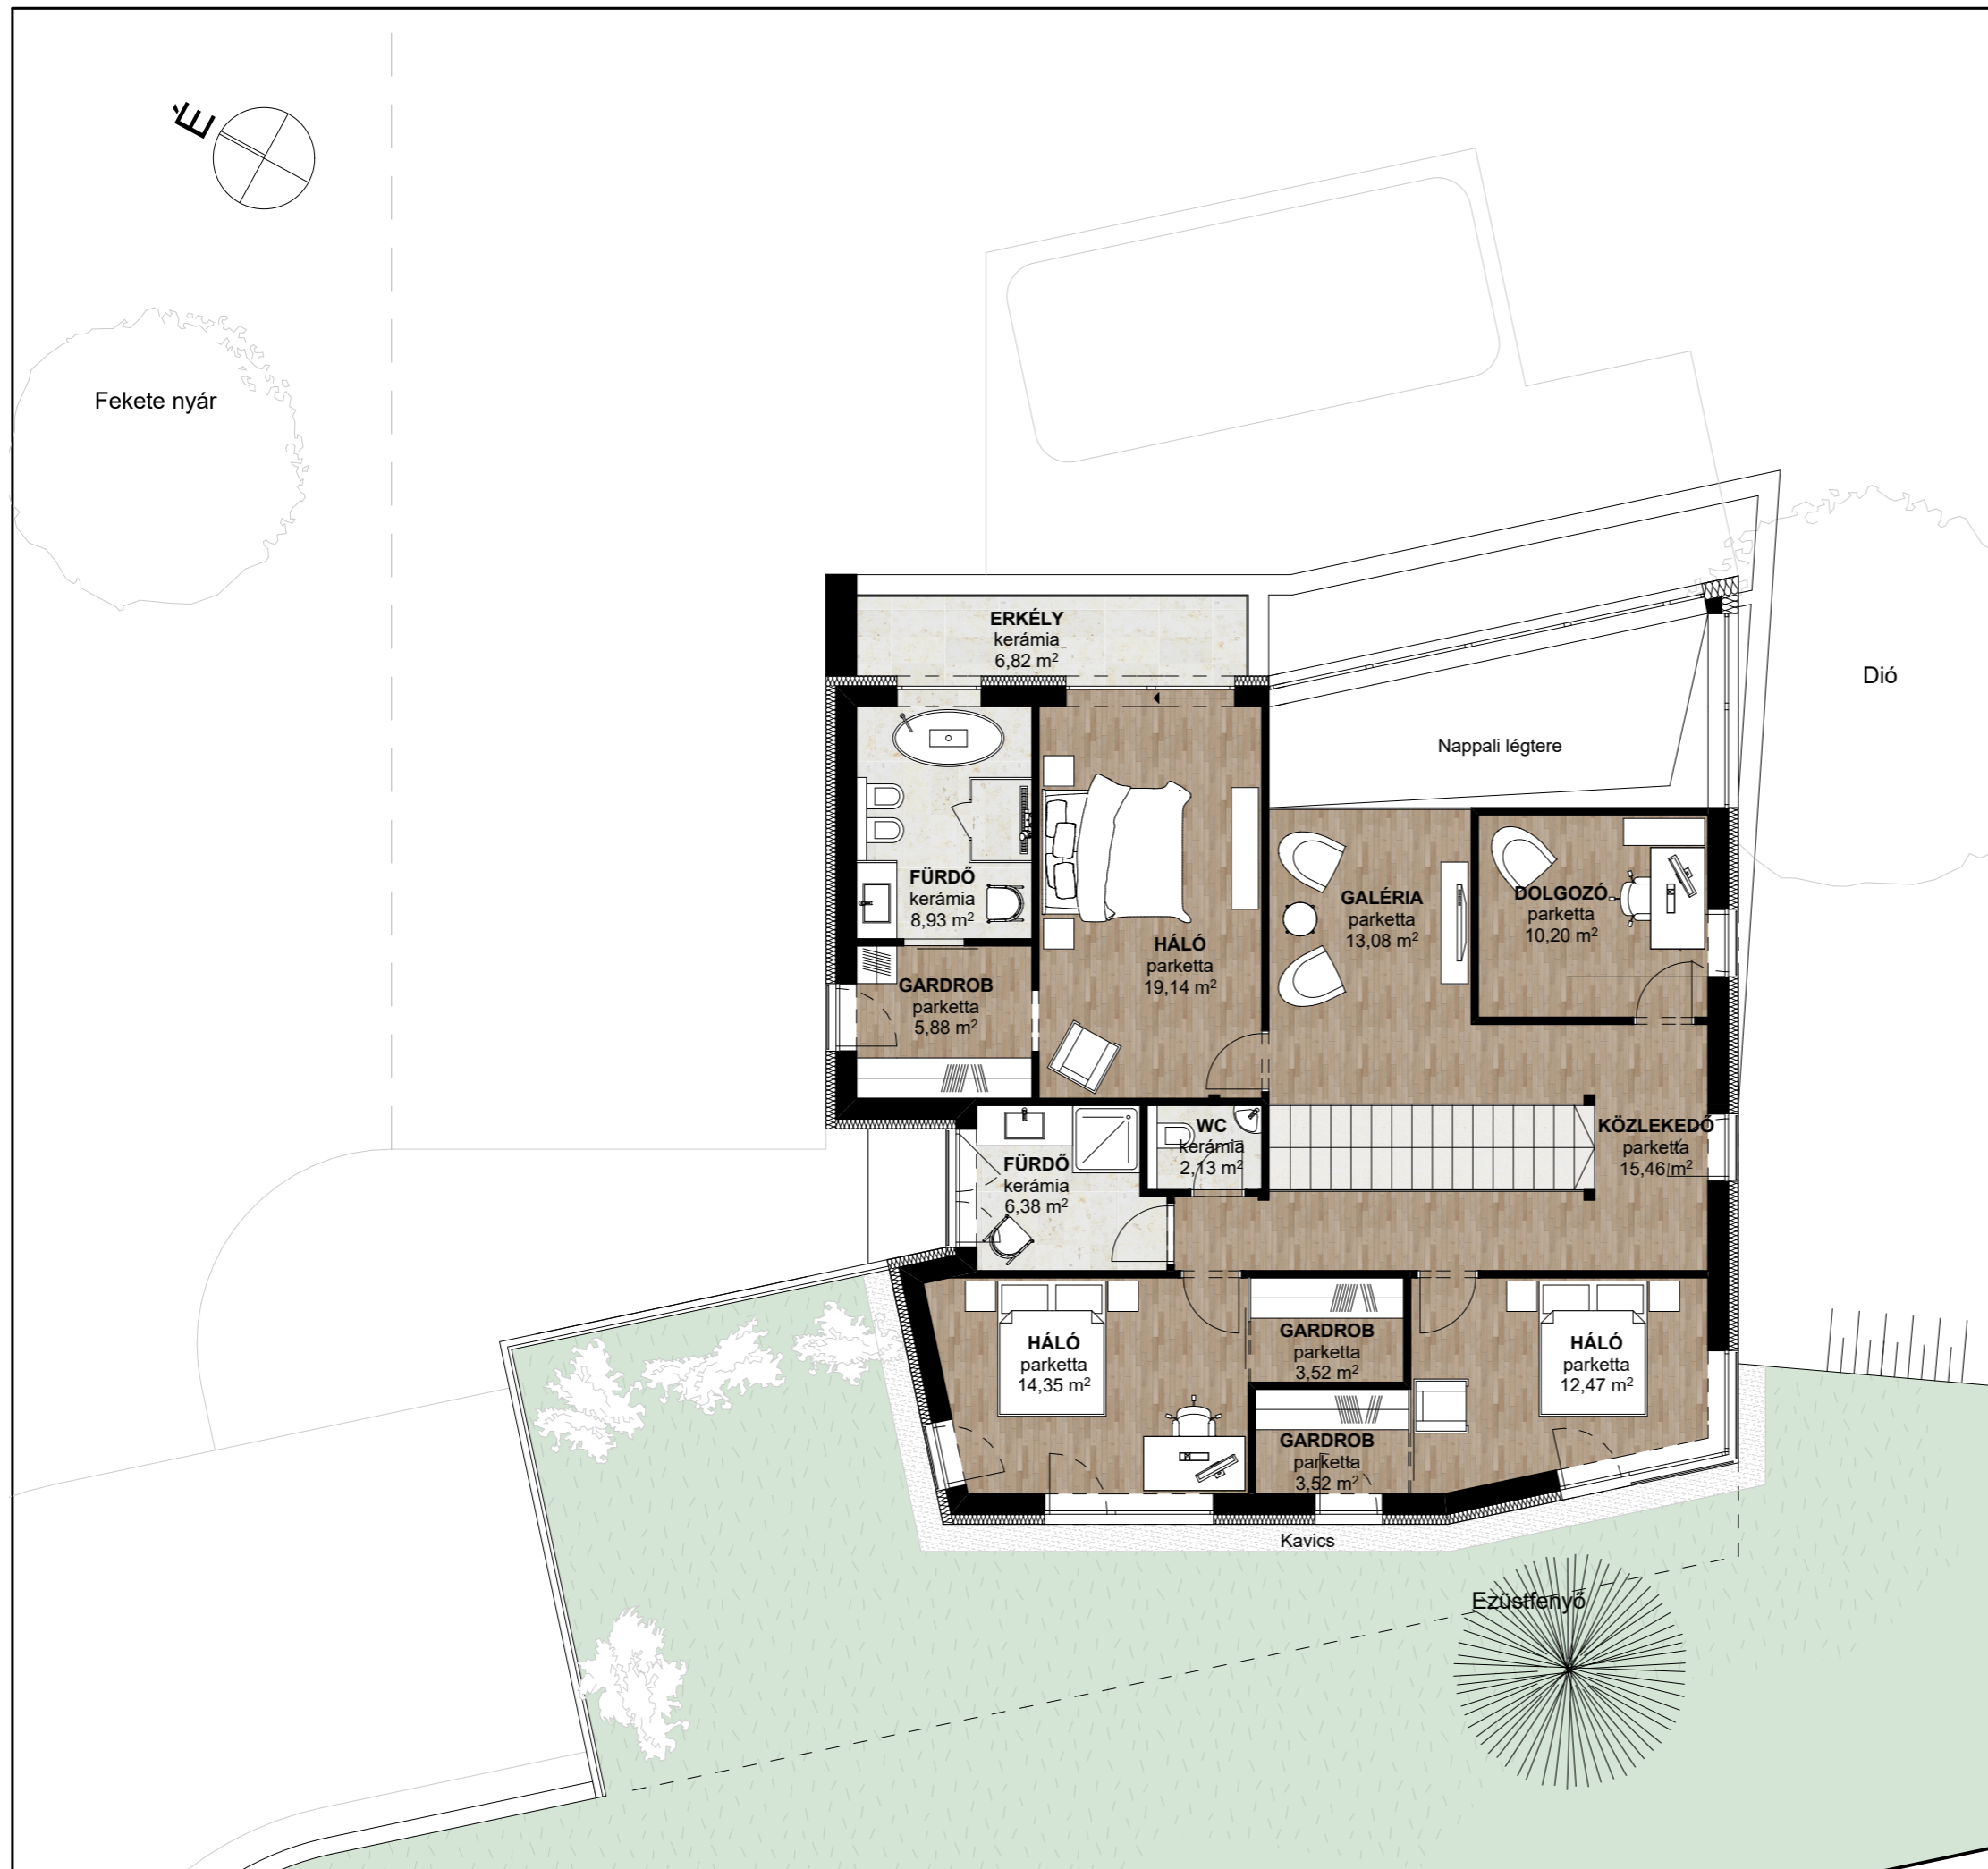 É
Fekete nyár
Dió
ERKÉLY
kerámia
6,82 m²
Nappali légtere
FÜRDŐ
kerámia
8,93 m²
GALÉRIA
parketta
13,08 m²
DOLGOZÓ
parketta
10,20 m²
HÁLÓ
parketta
19,14 m²
GARDROB
parketta
5,88 m²
WC
kerámia
2,13 m²
KÖZLEKEDŐ
parketta
15,46 m²
FÜRDŐ
kerámia
6,38 m²
HÁLÓ
parketta
14,35 m²
GARDROB
parketta
3,52 m²
HÁLÓ
parketta
12,47 m²
GARDROB
parketta
3,52 m²
Kavics
Ezüstfenyő